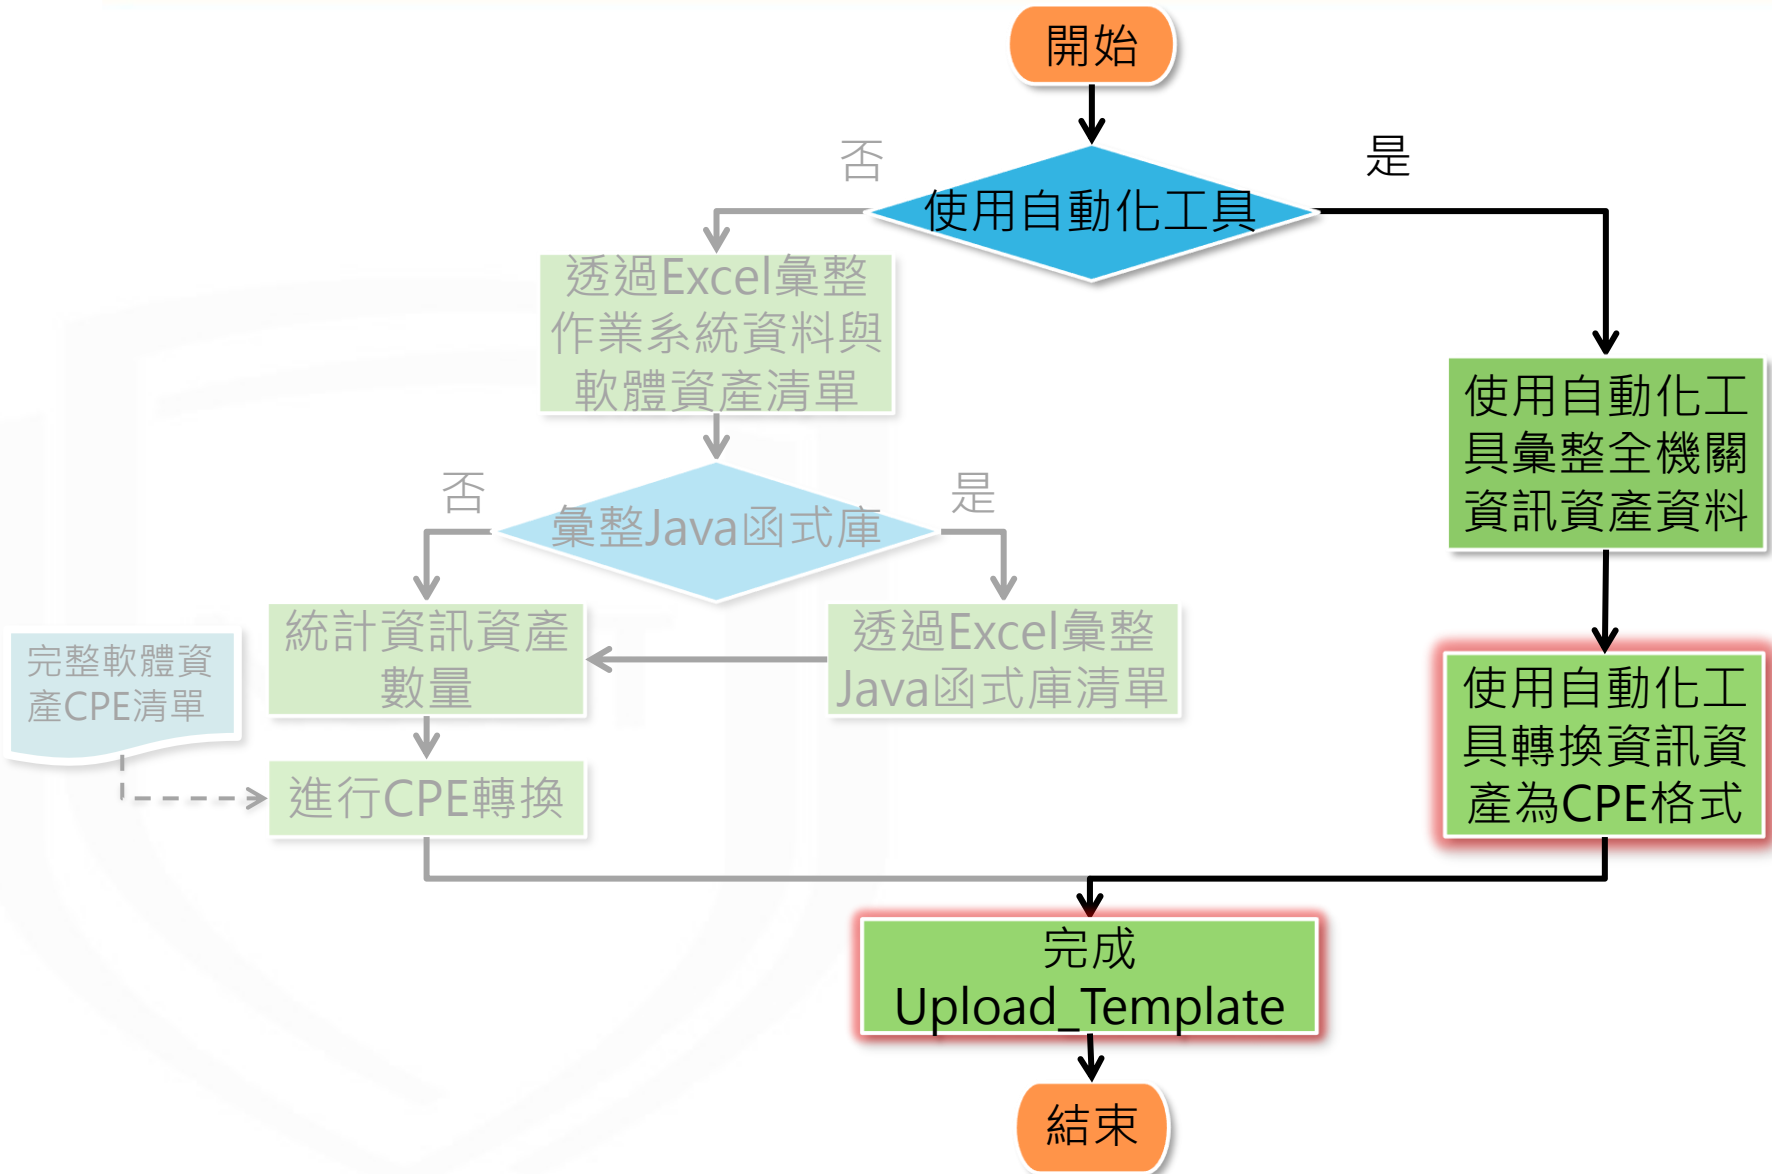 開始
否
是
使用自動化工具
透過Excel彙整
作業系統資料與
軟體資產清單
使用自動化工
具彙整全機關
資訊資產資料
否
是
彙整Java函式庫
統計資訊資產
數量
透過Excel彙整
Java函式庫清單
完整軟體資
產CPE清單
使用自動化工
具轉換資訊資
產為CPE格式
進行CPE轉換
完成
Upload_Template
結束